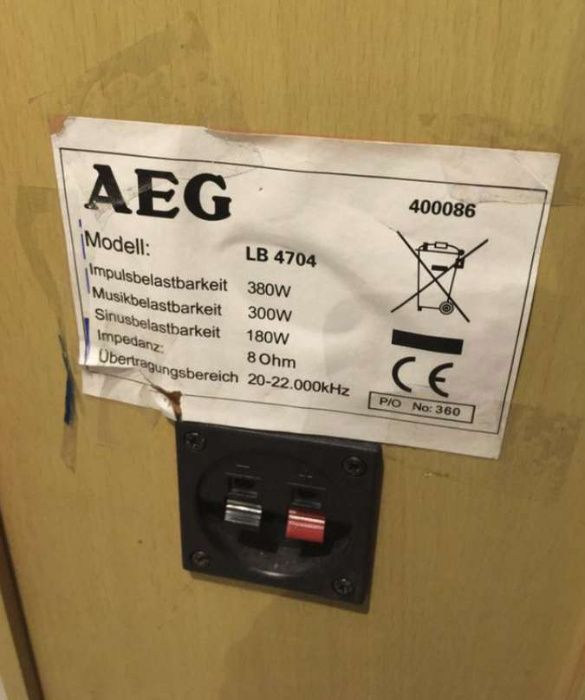 AEG
400086
Modell: LB 4704
Impulsbelastbarkeit 380W
Musikbelastbarkeit 300W
Sinusbelastbarkeit 180W
Impedanz: 8 Ohm
Übertragungsbereich 20-22.000kHz
CE
P/O No: 360